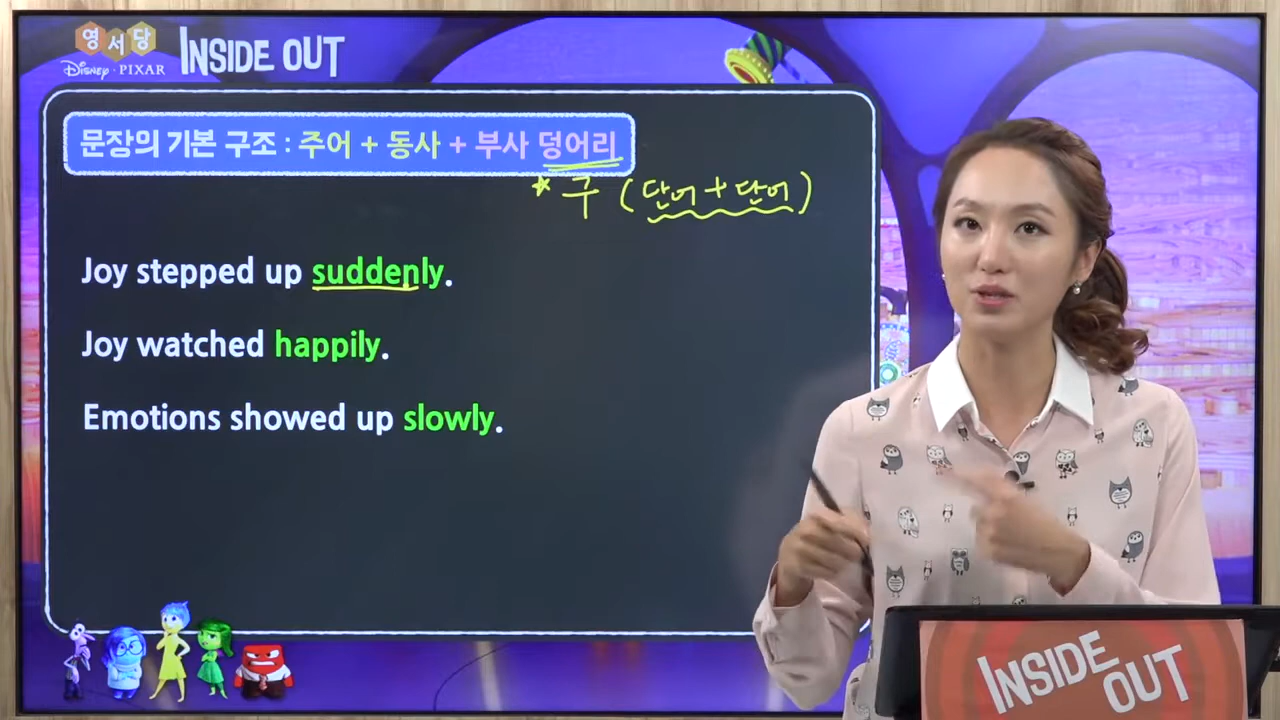 영서당
DISNEY · PIXAR
INSIDE OUT
문장의 기본 구조 : 주어 + 동사 + 부사 덩어리
* 구 (단어 + 단어)
Joy stepped up suddenly.
Joy watched happily.
Emotions showed up slowly.
INSIDE OUT